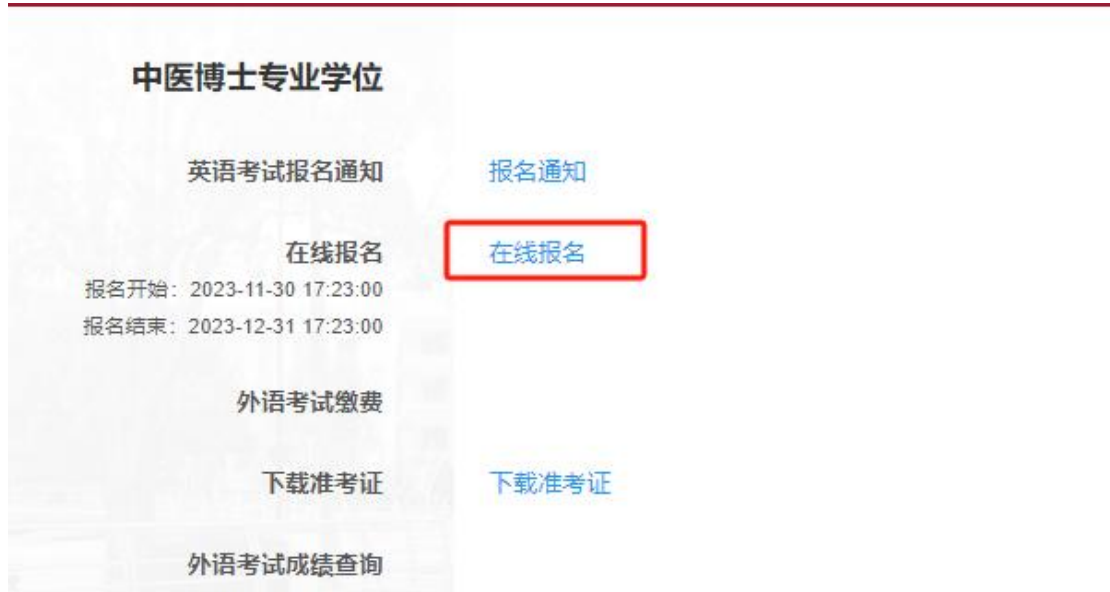 中医博士专业学位
英语考试报名通知 报名通知
在线报名 在线报名
报名开始：2023-11-30 17:23:00
报名结束：2023-12-31 17:23:00
外语考试缴费
下载准考证 下载准考证
外语考试成绩查询